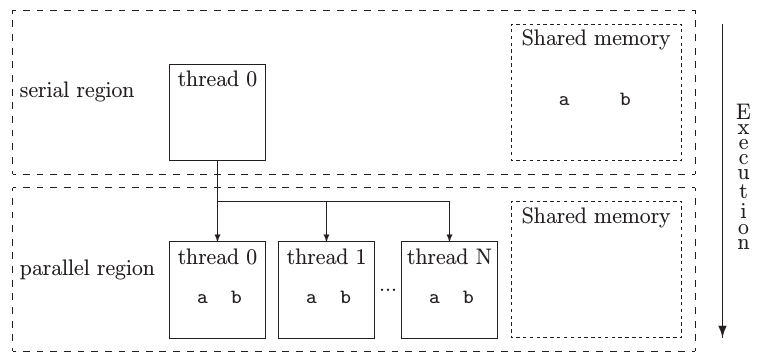 Shared memory
thread 0
serial region
a b
Execution
Shared memory
thread 0 thread 1 thread N
parallel region
a b a b ... a b